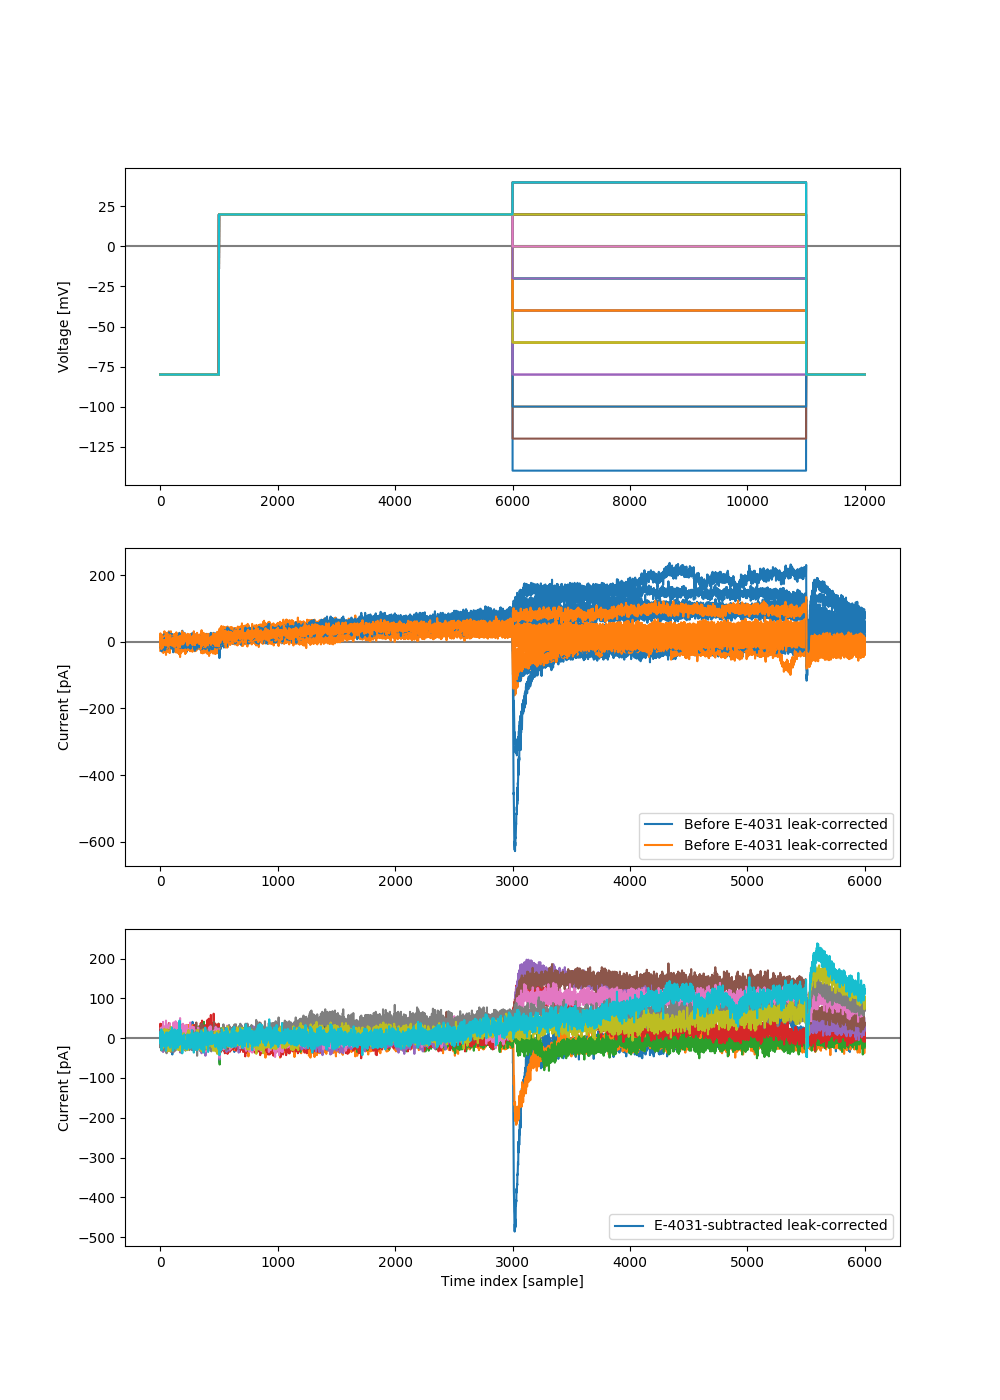 25
0
−25
−50
−75
−100
−125
Voltage [mV]
0 2000 4000 6000 8000 10000 12000
200
0
−200
−400
−600
Current [pA]
Before E-4031 leak-corrected
Before E-4031 leak-corrected
0 1000 2000 3000 4000 5000 6000
200
100
0
−100
−200
−300
−400
−500
Current [pA]
E-4031-subtracted leak-corrected
0 1000 2000 3000 4000 5000 6000
Time index [sample]